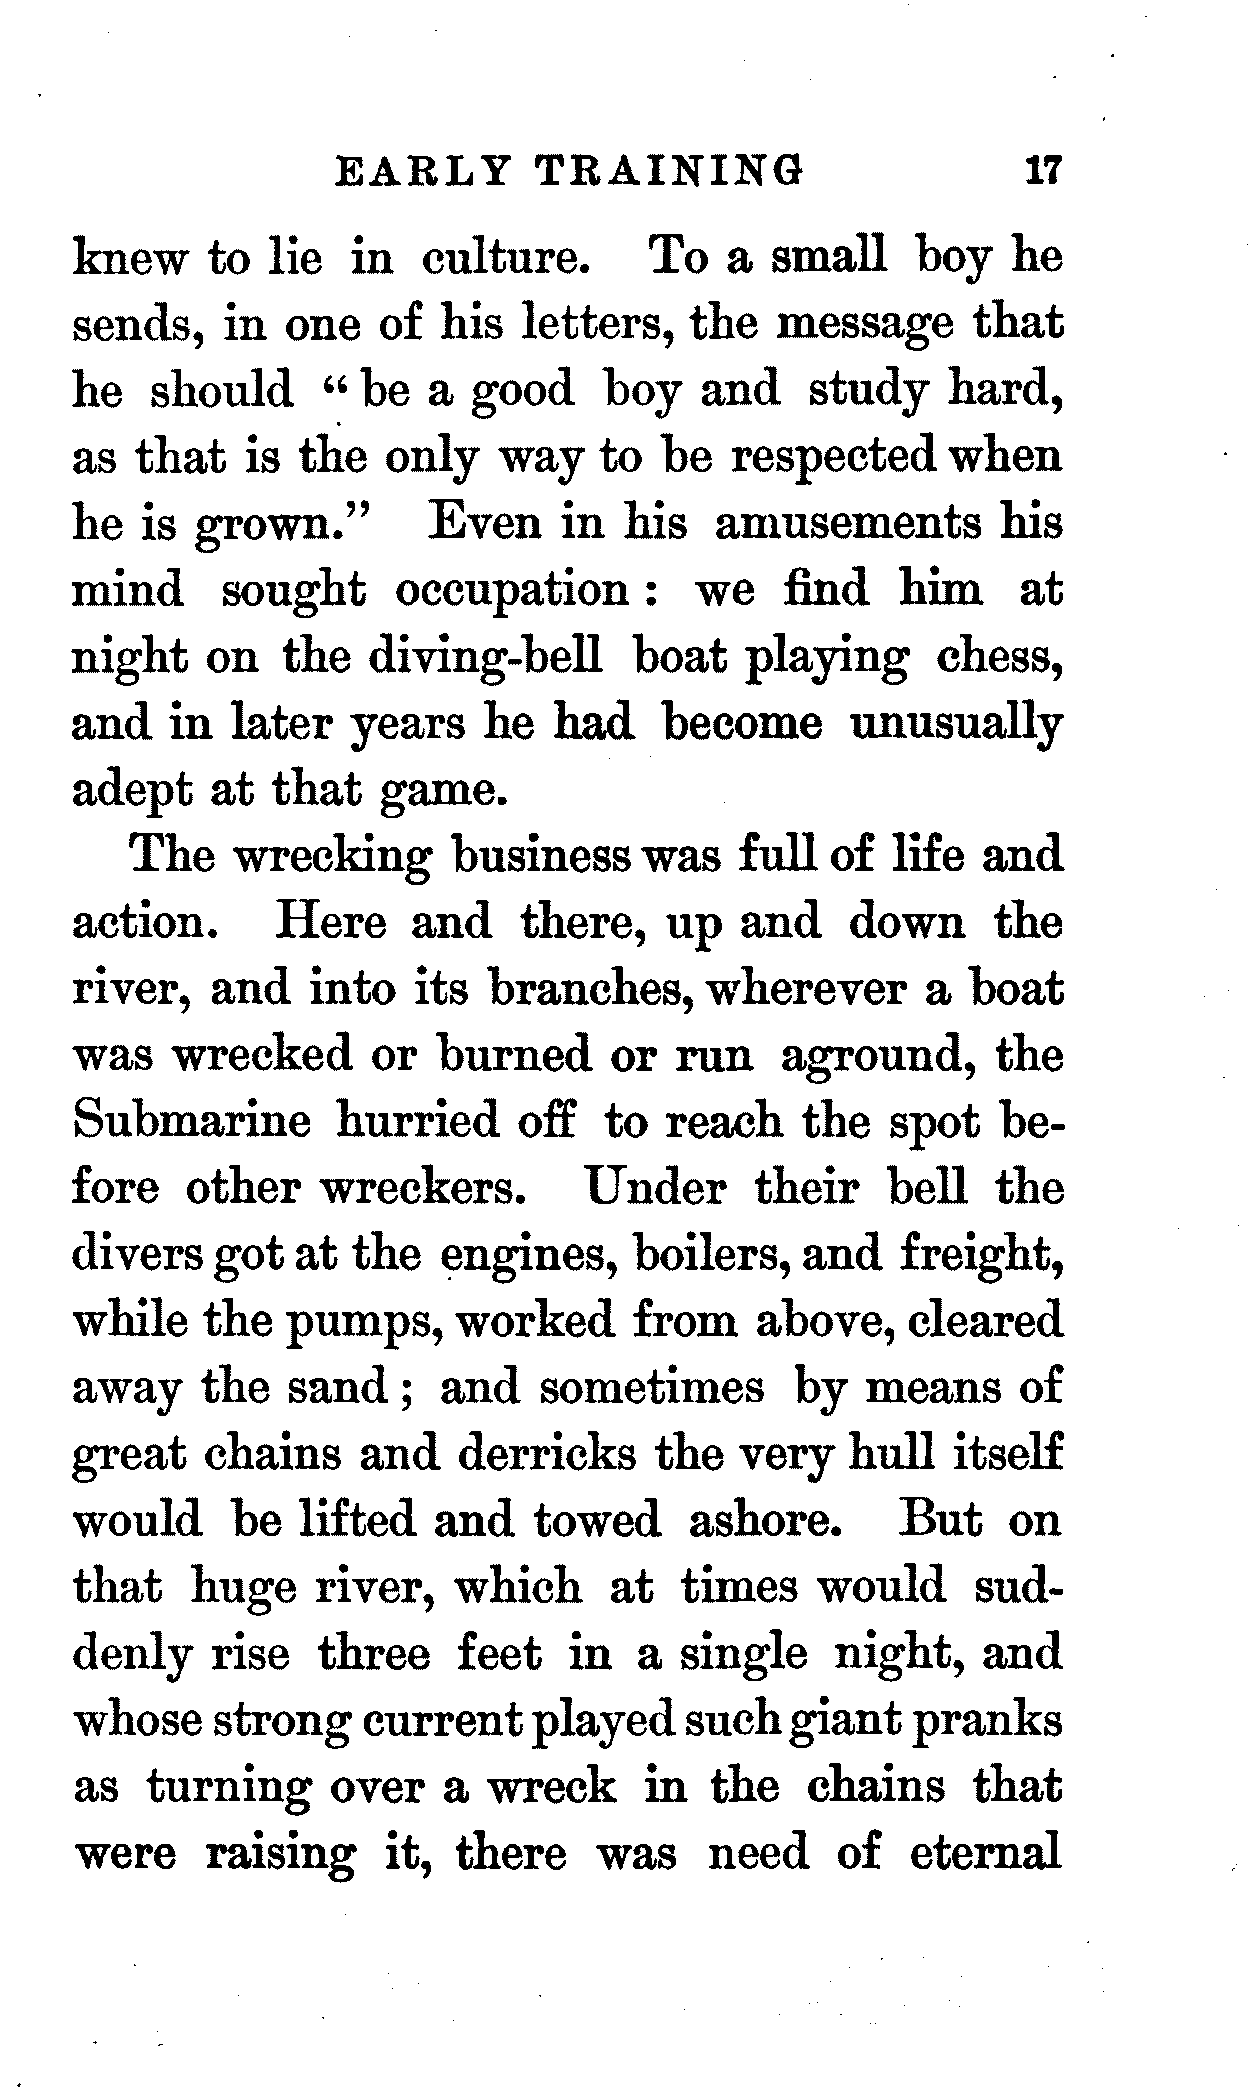 EARLY TRAINING 17
knew to lie in culture. To a small boy he
sends, in one of his letters, the message that
he should “ be a good boy and study hard,
as that is the only way to be respected when
he is grown.” Even in his amusements his
mind sought occupation : we find him at
night on the diving-bell boat playing chess,
and in later years he had become unusually
adept at that game.
The wrecking business was full of life and
action. Here and there, up and down the
river, and into its branches, wherever a boat
was wrecked or burned or run aground, the
Submarine hurried off to reach the spot be-
fore other wreckers. Under their bell the
divers got at the engines, boilers, and freight,
while the pumps, worked from above, cleared
away the sand ; and sometimes by means of
great chains and derricks the very hull itself
would be lifted and towed ashore. But on
that huge river, which at times would sud-
denly rise three feet in a single night, and
whose strong current played such giant pranks
as turning over a wreck in the chains that
were raising it, there was need of eternal